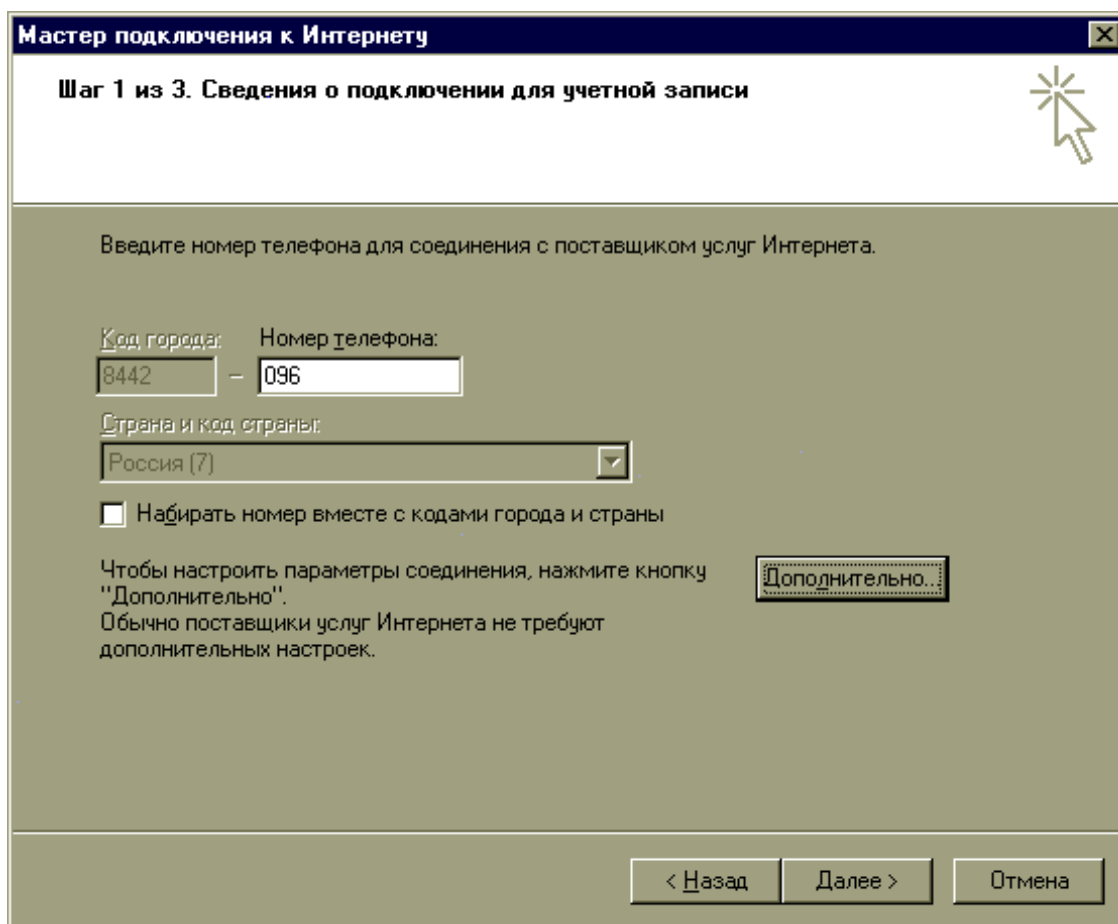 Мастер подключения к Интернету
Шаг 1 из 3. Сведения о подключении для учетной записи
Введите номер телефона для соединения с поставщиком услуг Интернета.
Код города: Номер телефона:
8442 – 096
Страна и код страны:
Россия (7)
Набирать номер вместе с кодами города и страны
Чтобы настроить параметры соединения, нажмите кнопку
"Дополнительно".
Дополнительно...
Обычно поставщики услуг Интернета не требуют
дополнительных настроек.
< Назад Далее > Отмена